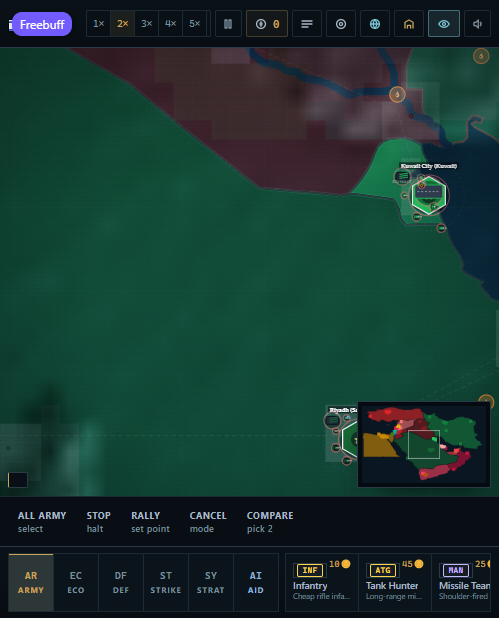 Freebuff
1× 2× 3× 4× 5× 0
Kuwait City (Kuwait)
Riyadh (Sa
ALL ARMY STOP RALLY CANCEL COMPARE
select halt set point mode pick 2
AR EC DF ST SY AI
ARMY ECO DEF STRIKE STRAT AID
INF 10 ATG 45 MAN 25
Infantry Tank Hunter Missile Team
Cheap rifle infa... Long-range mi... Shoulder-fired